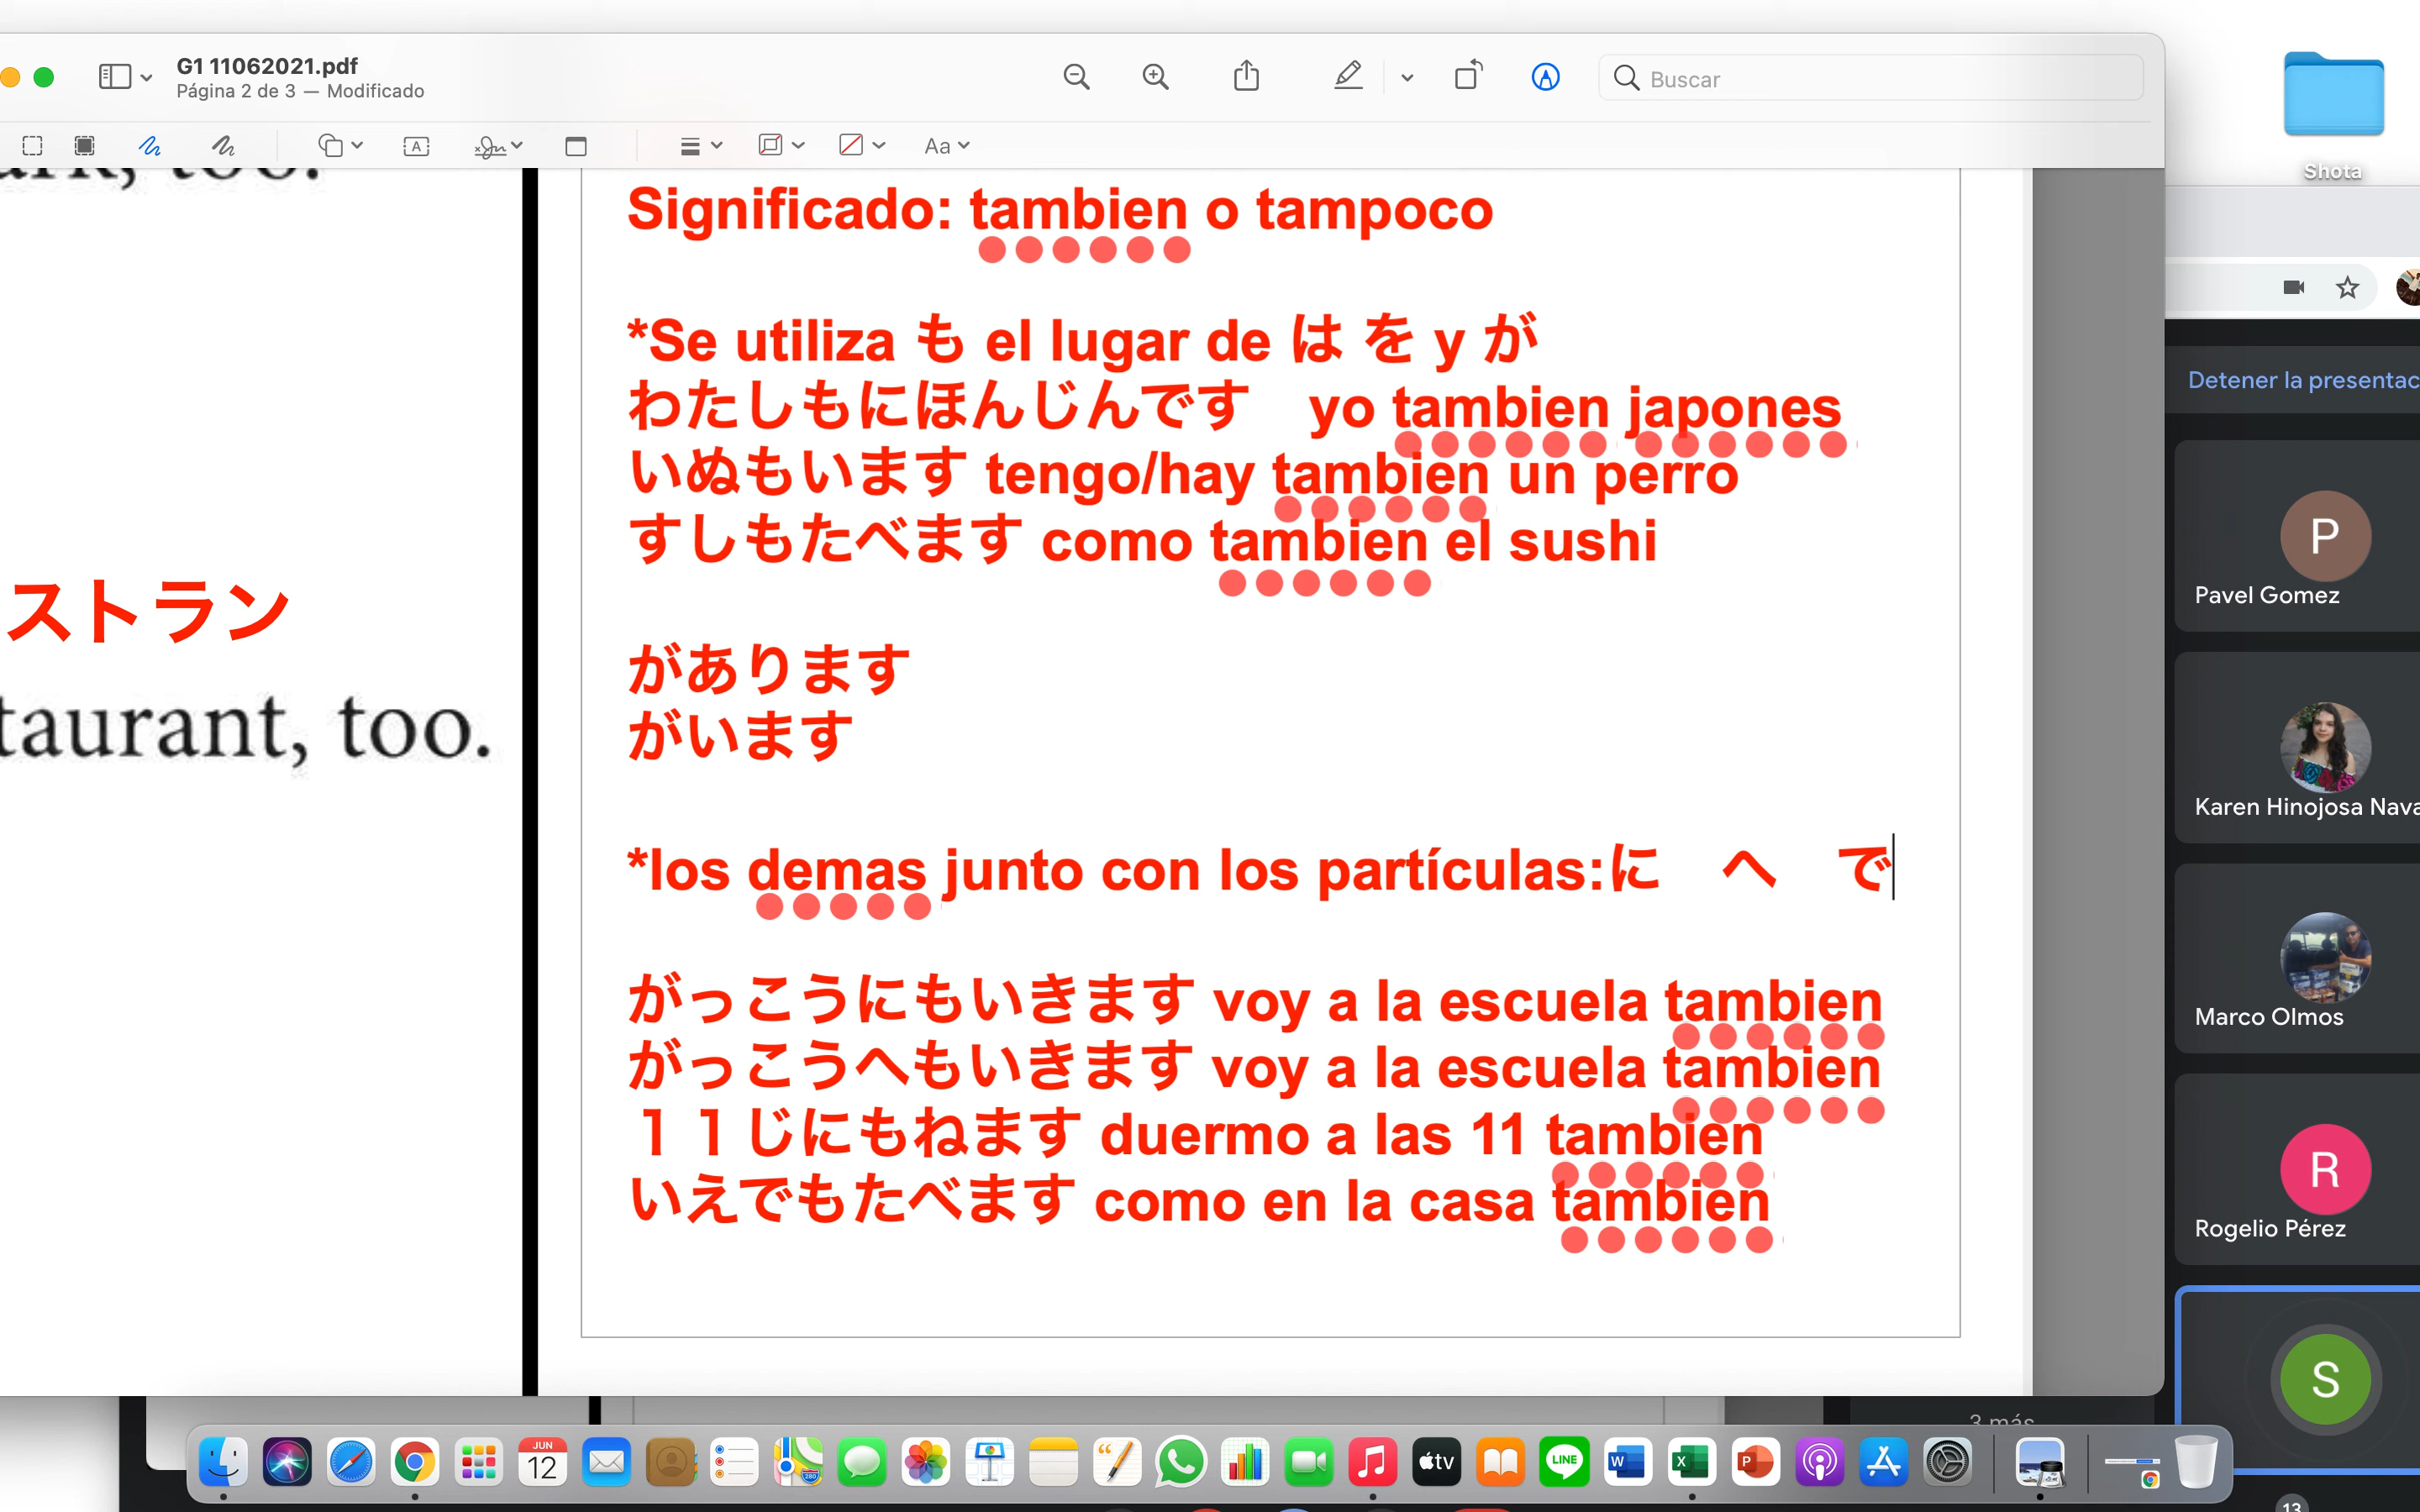 G1 11062021.pdf
Página 2 de 3 — Modificado
Buscar
Aa
Shota
Significado: tambien o tampoco
*Se utiliza も el lugar de は を y が
わたしもにほんじんです　yo tambien japones
いぬもいます tengo/hay tambien un perro
すしもたべます como tambien el sushi
があります
がいます
*los demas junto con los partículas:に　へ　で
がっこうにもいきます voy a la escuela tambien
がっこうへもいきます voy a la escuela tambien
１１じにもねます duermo a las 11 tambien
いえでもたべます como en la casa tambien
ストラン
taurant, too.
Detener la presentac
P
Pavel Gomez
Karen Hinojosa Nava
Marco Olmos
R
Rogelio Pérez
S
3 más
JUN
12
280
tv
LINE
W
X
P
13